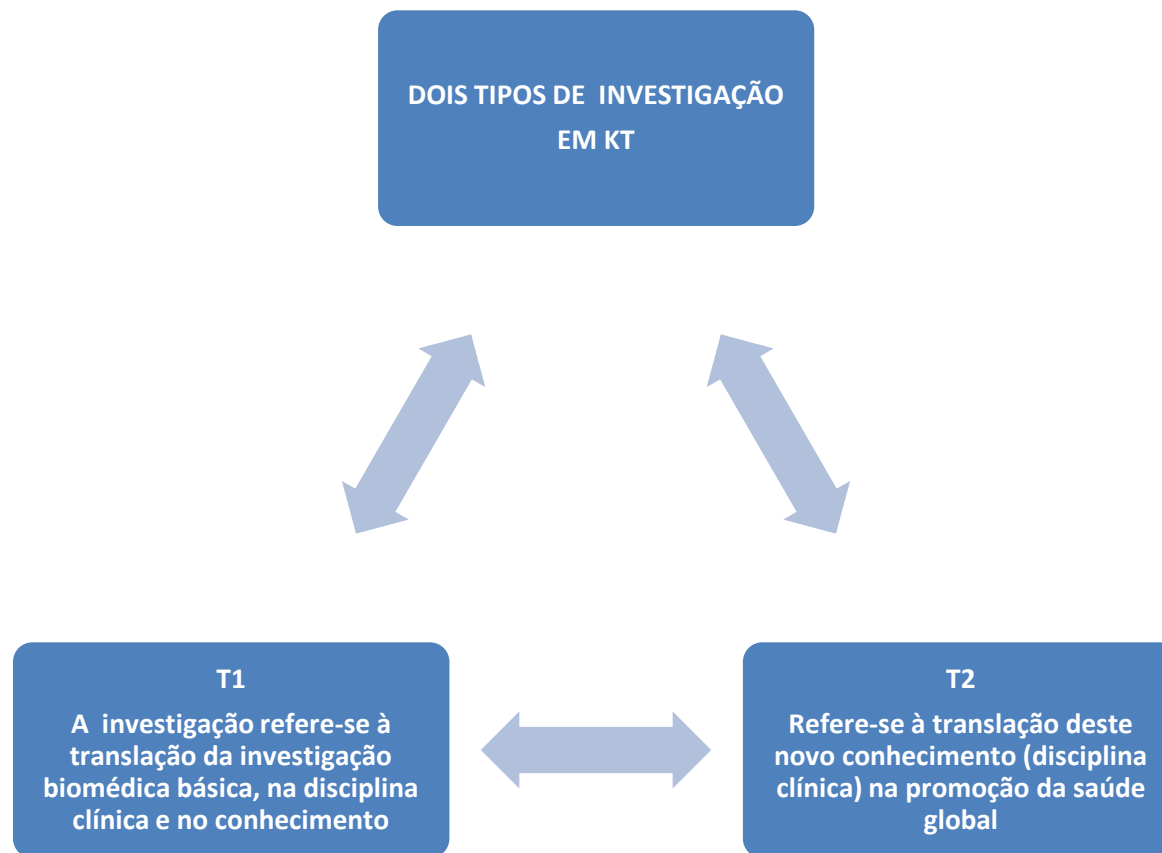 DOIS TIPOS DE  INVESTIGAÇÃO
EM KT
T1
A  investigação refere-se à
translação da investigação
biomédica básica, na disciplina
clínica e no conhecimento
T2
Refere-se à translação deste
novo conhecimento (disciplina
clínica) na promoção da saúde
global